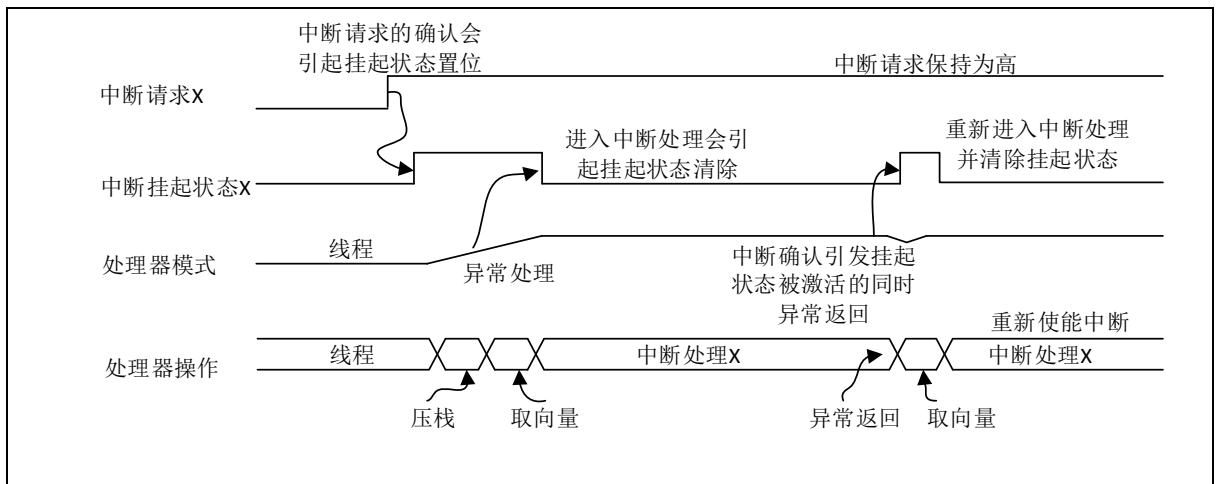 中断请求的确认会
引起挂起状态置位
中断请求保持为高
中断请求X
进入中断处理会引
起挂起状态清除
重新进入中断处理
并清除挂起状态
中断挂起状态X
线程
处理器模式
异常处理
中断确认引发挂起
状态被激活的同时
异常返回
重新使能中断
处理器操作
线程
中断处理X
中断处理X
压栈
取向量
异常返回
取向量